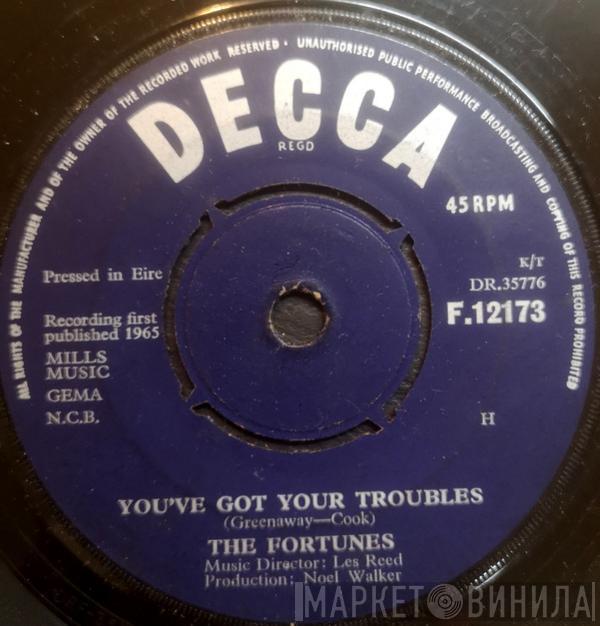 ALL RIGHTS OF THE MANUFACTURER AND OF THE OWNER OF THE RECORDED WORK RESERVED · UNAUTHORISED PUBLIC PERFORMANCE BROADCASTING AND COPYING OF THIS RECORD PROHIBITED
DECCA
REGD
45 RPM
K/T
Pressed in Eire
DR.35776
F.12173
Recording first
published 1965
MILLS
MUSIC
GEMA
N.C.B.
H
YOU'VE GOT YOUR TROUBLES
(Greenaway—Cook)
THE FORTUNES
Music Director: Les Reed
Production: Noel Walker
МАРКЕТ ВИНИЛА